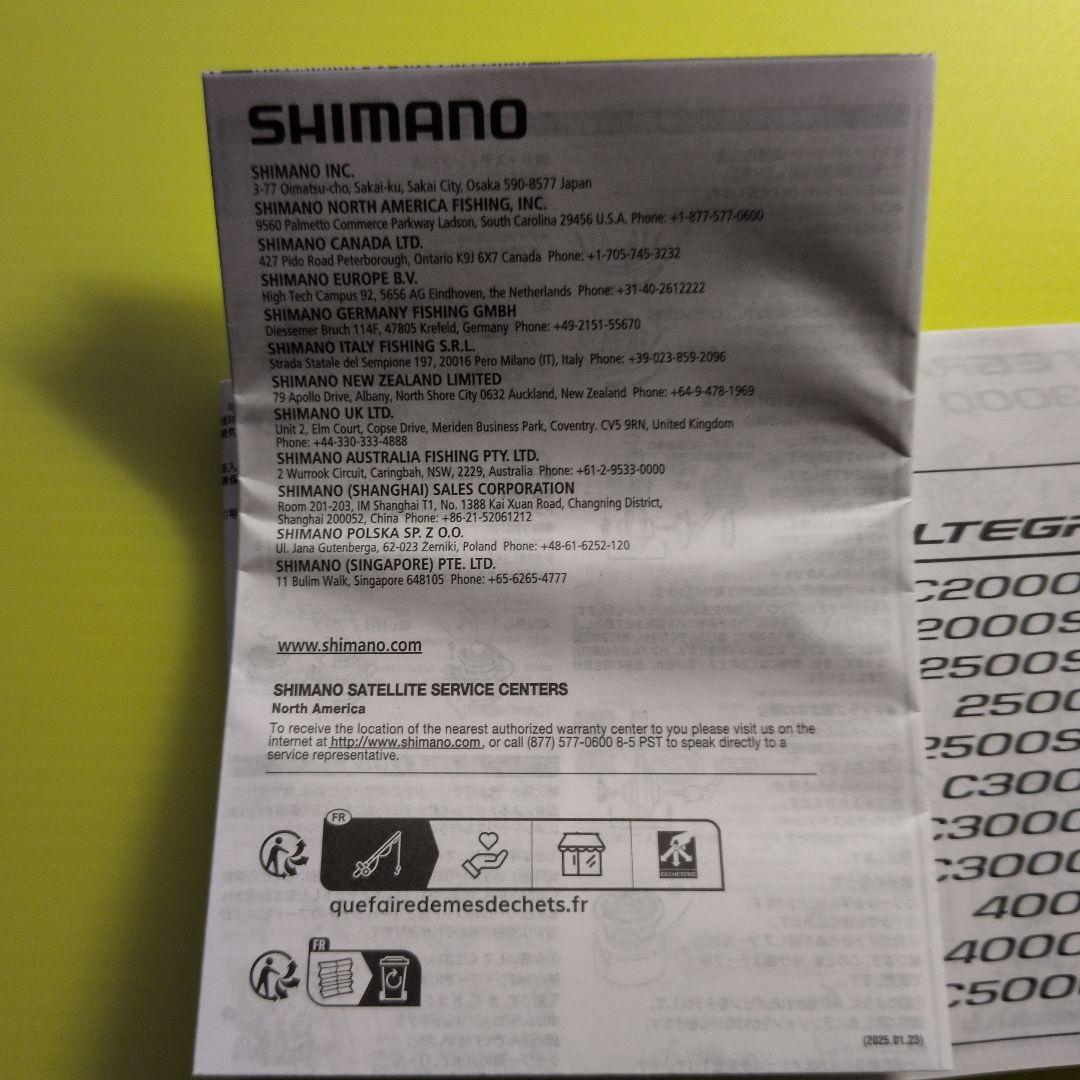 SHIMANO
SHIMANO INC.
3-77 Oimatsu-cho, Sakai-ku, Sakai City, Osaka 590-8577 Japan
SHIMANO NORTH AMERICA FISHING, INC.
9560 Palmetto Commerce Parkway Ladson, South Carolina 29456 U.S.A. Phone: +1-877-577-0600
SHIMANO CANADA LTD.
427 Pido Road Peterborough, Ontario K9J 6X7 Canada Phone: +1-705-745-3232
SHIMANO EUROPE B.V.
High Tech Campus 92, 5656 AG Eindhoven, the Netherlands Phone: +31-40-2612222
SHIMANO GERMANY FISHING GMBH
Diessemer Bruch 114F, 47805 Krefeld, Germany Phone: +49-2151-55670
SHIMANO ITALY FISHING S.R.L.
Strada Statale del Sempione 197, 20016 Pero Milano (IT), Italy Phone: +39-023-859-2096
SHIMANO NEW ZEALAND LIMITED
79 Apollo Drive, Albany, North Shore City 0632 Auckland, New Zealand Phone: +64-9-478-1969
SHIMANO UK LTD.
Unit 2, Elm Court, Copse Drive, Meriden Business Park, Coventry. CV5 9RN, United Kingdom
Phone: +44-330-333-4888
SHIMANO AUSTRALIA FISHING PTY. LTD.
2 Wurrook Circuit, Caringbah, NSW, 2229, Australia Phone: +61-2-9533-0000
SHIMANO (SHANGHAI) SALES CORPORATION
Room 201-203, IM Shanghai T1, No. 1388 Kai Xuan Road, Changning District,
Shanghai 200052, China Phone: +86-21-52061212
SHIMANO POLSKA SP. Z O.O.
Ul. Jana Gutenberga, 62-023 Żerniki, Poland Phone: +48-61-6252-120
SHIMANO (SINGAPORE) PTE. LTD.
11 Bulim Walk, Singapore 648105 Phone: +65-6265-4777
www.shimano.com
SHIMANO SATELLITE SERVICE CENTERS
North America
To receive the location of the nearest authorized warranty center to you please visit us on the
internet at http://www.shimano.com, or call (877) 577-0600 8-5 PST to speak directly to a
service representative.
FR
DÉCHÈTERIE
quefairedemesdechets.fr
FR
(2025.01.23)
LTEGR
C2000
2000S
2500S
2500
2500S
C300
C3000
C3000
400
4000
C500